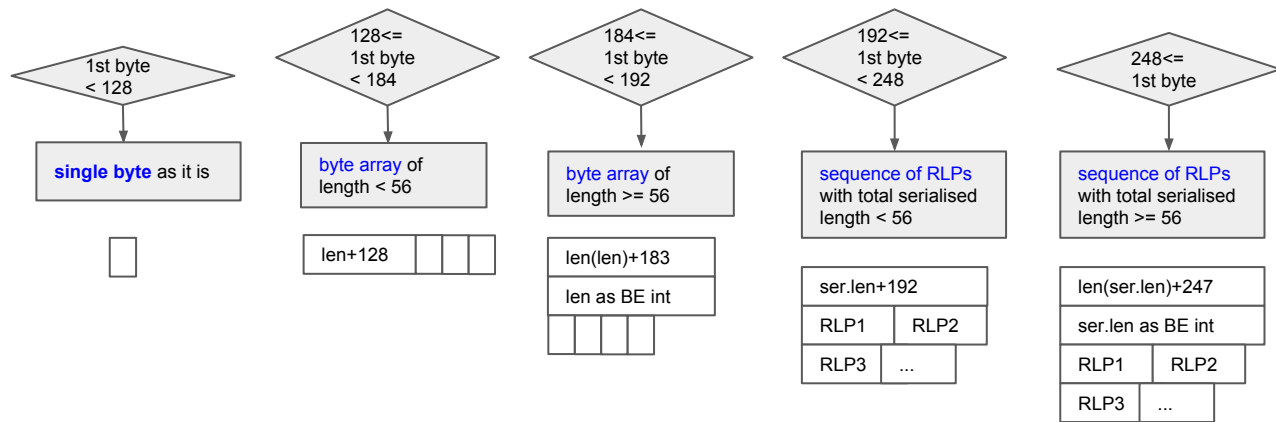 1st byte
< 128
128<=
1st byte
< 184
184<=
1st byte
< 192
192<=
1st byte
< 248
248<=
1st byte
single byte as it is
byte array of
length < 56
byte array of
length >= 56
sequence of RLPs
with total serialised
length < 56
sequence of RLPs
with total serialised
length >= 56
len+128
len(len)+183
len as BE int
ser.len+192
RLP1 RLP2
RLP3 ...
len(ser.len)+247
ser.len as BE int
RLP1 RLP2
RLP3 ...